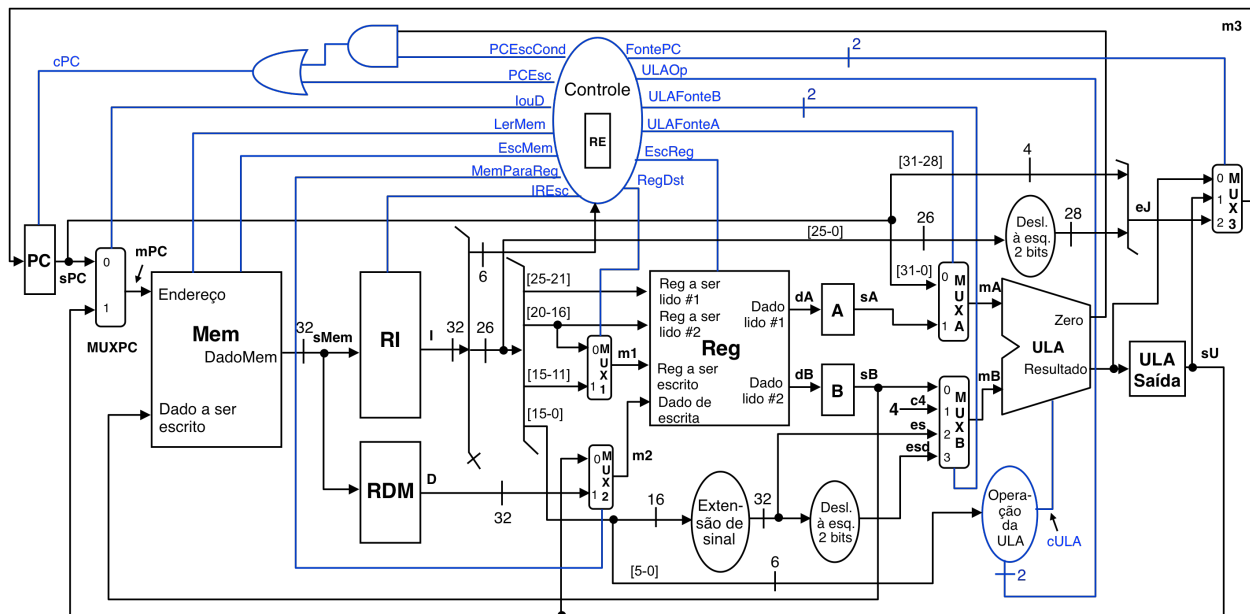 m3
2
PCEscCond
FontePC
cPC
PCEsc
ULAOp
Controle
IouD
ULAFonteB
2
LerMem
ULAFonteA
RE
EscMem
EscReg
4
[31-28]
MemParaReg
RegDst
IREsc
0
M
U
X
3
1
2
eJ
26
28
Desl.
à esq.
2 bits
[25-0]
PC
sPC
0
mPC
1
MUXPC
6
[31-0]
Endereço
Mem
DadoMem
Dado a ser
escrito
32
sMem
RI
I
32
26
[25-21]
[20-16]
[15-11]
[15-0]
0
1
M
U
X
1
m1
Reg a ser
lido #1
Reg a ser
lido #2
Reg
Reg a ser
escrito
Dado de
escrita
Dado
lido #1
Dado
lido #2
dA
A
sA
dB
B
sB
0
1
M
U
X
A
mA
4
c4
es
esd
0
1
2
3
M
U
X
B
mB
Zero
ULA
Resultado
ULA
Saída
sU
RDM
D
32
0
1
M
U
X
2
m2
16
Exten-
são de
sinal
32
Desl.
à esq.
2 bits
Opera-
ção da
ULA
cULA
[5-0]
6
2